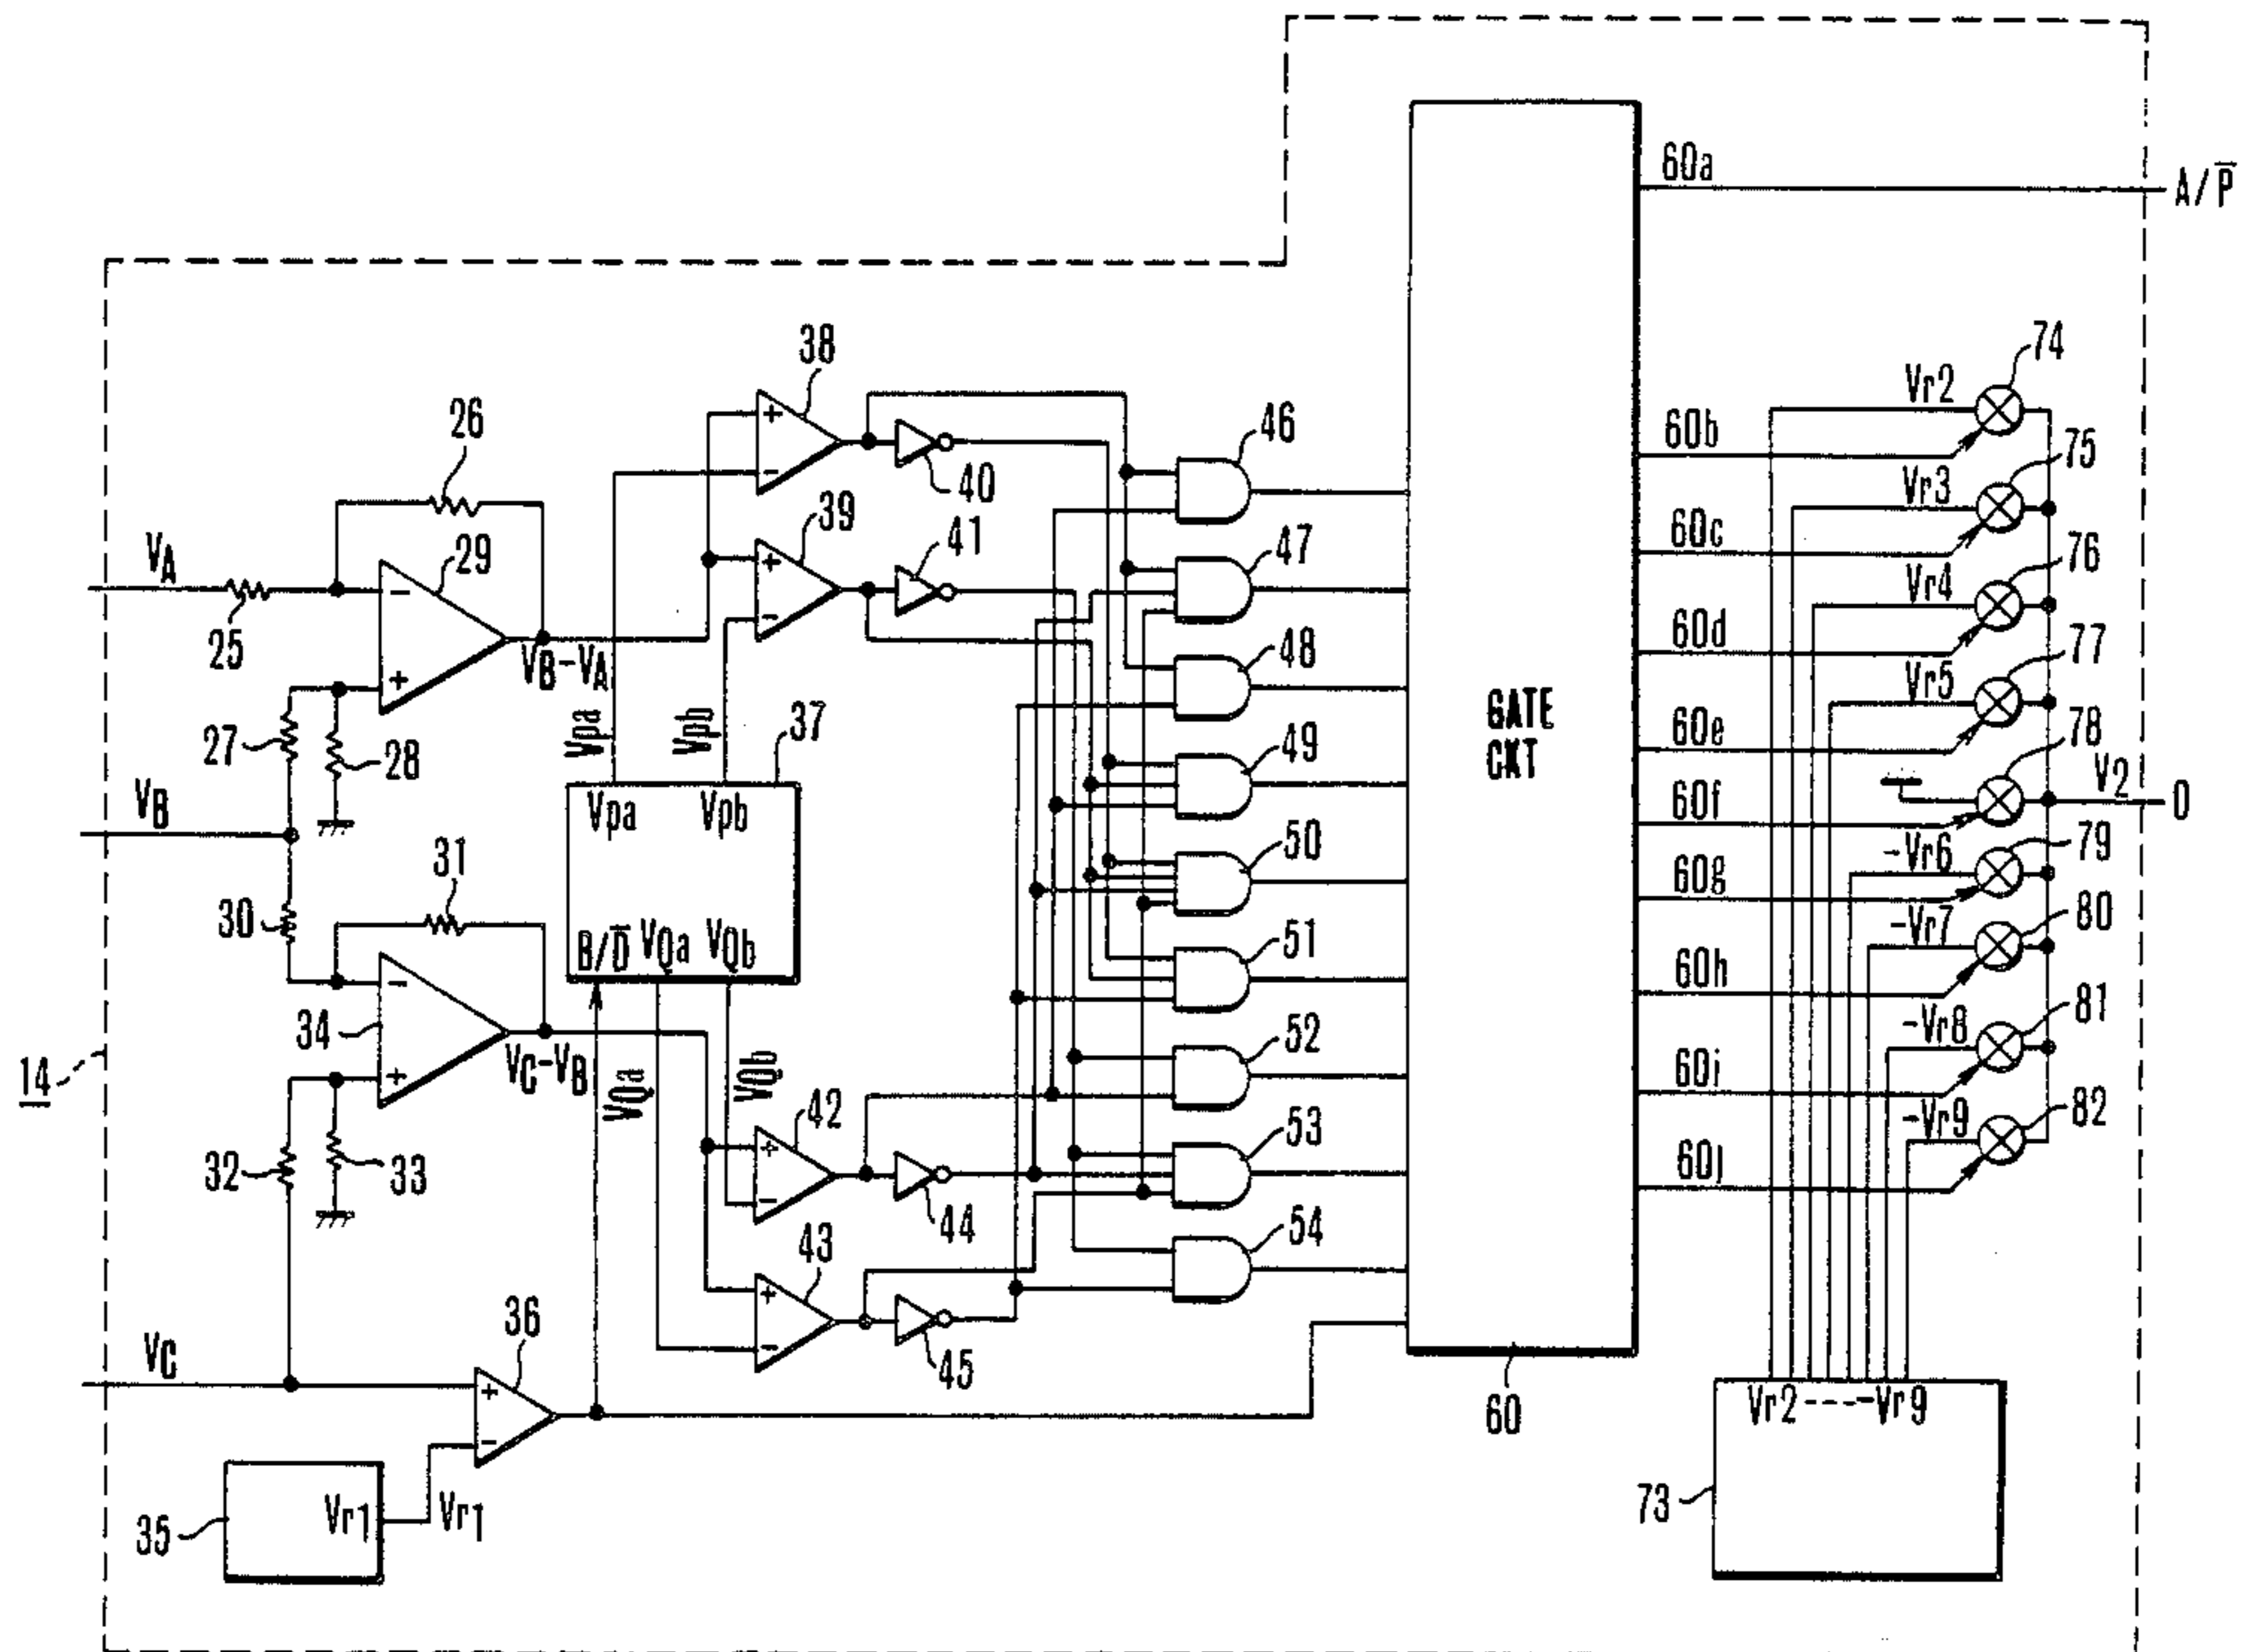 60a
A/P̅
38
74
Vr2
26
46
60b
75
40
Vr3
39
29
41
47
60c
76
VA
Vr4
25
48
60d
77
VB-VA
Vr5
Vpa
Vpb
37
GATE
CKT
49
60e
78
27
28
VB
Vpa
Vpb
60f
V2
O
50
-Vr6
79
31
60g
30
B/D̅
VQa
VQb
51
-Vr7
80
60h
34
52
-Vr8
81
14
VC-VB
VQa
VQb
42
60i
-Vr9
82
53
32
33
60j
44
43
54
36
VC
45
60
Vr2----Vr9
Vr1
Vr1
35
73